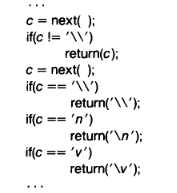 ...
c = next( );
if(c != '\\')
return(c);
c = next( );
if(c == '\\')
return('\\');
if(c == 'n')
return('\n');
if(c == 'v')
return('\v');
...